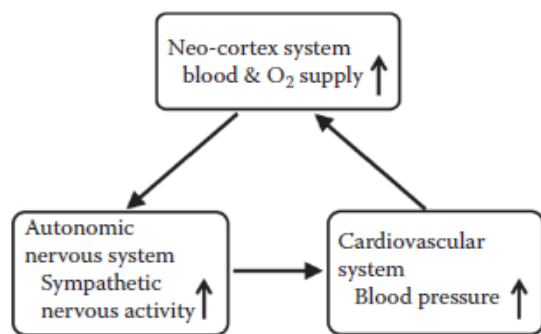 Neo-cortex system
blood & O₂ supply
Autonomic
nervous system
Sympathetic
nervous activity
Cardiovascular
system
Blood pressure